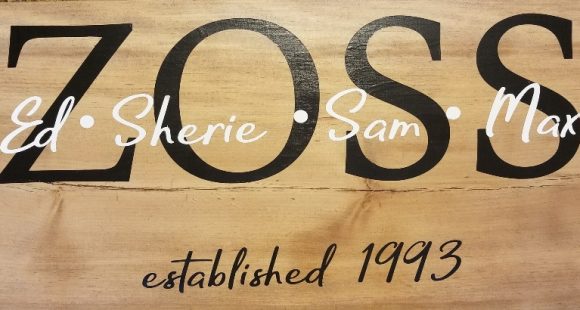 ZOSS
Ed • Sherie • Sam • Max
established 1993